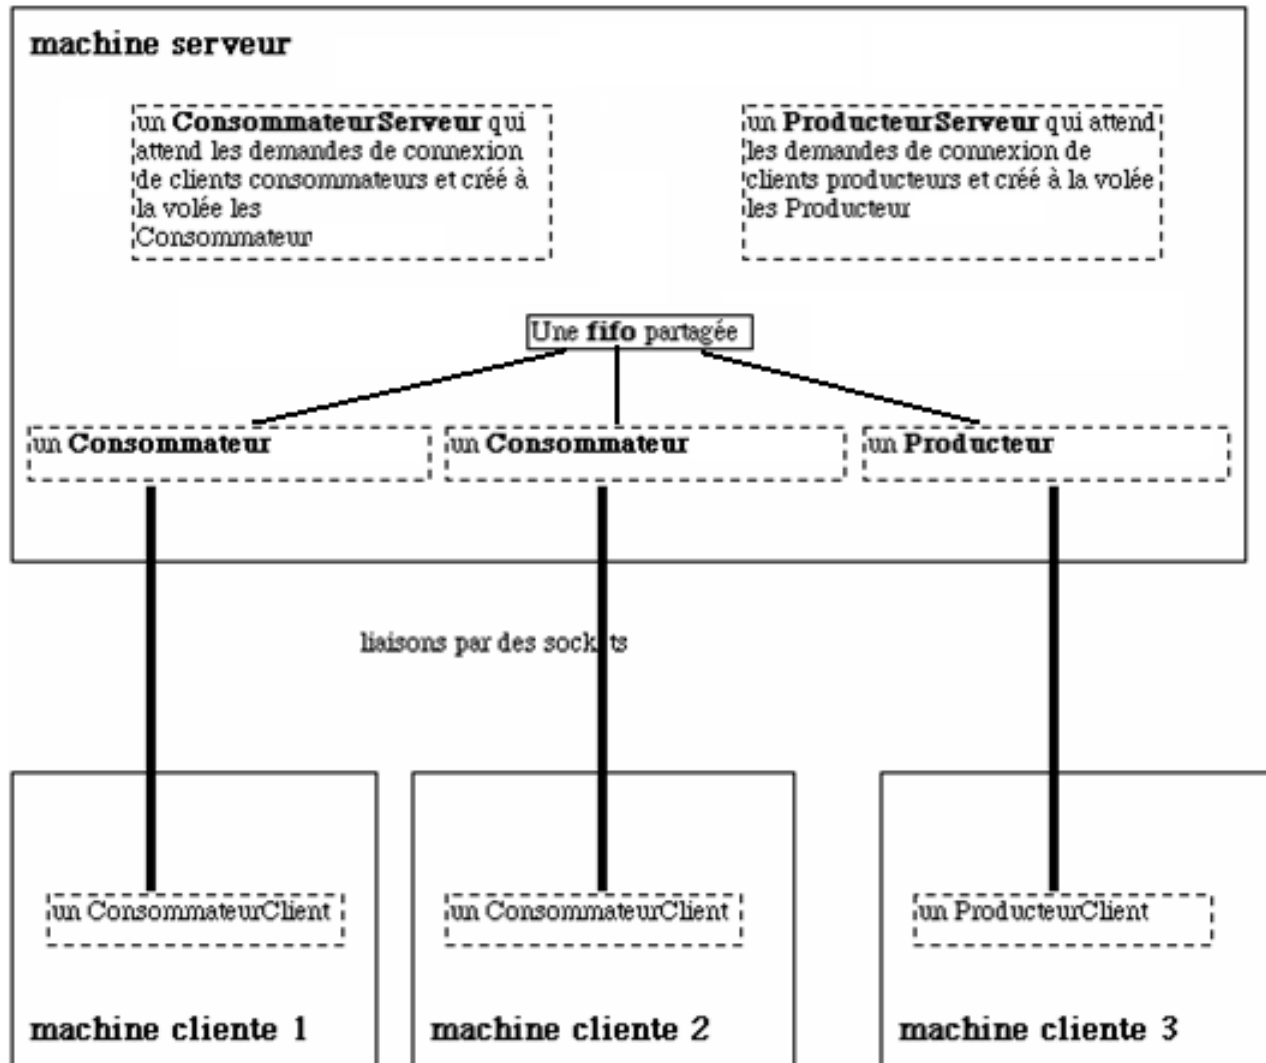 machine serveur
un ConsommateurServeur qui
attend les demandes de connexion
de clients consommateurs et créé à
la volée les
Consommateur
un ProducteurServeur qui attend
les demandes de connexion de
clients producteurs et créé à la volée
les Producteur
Une fifo partagée
un Consommateur
un Consommateur
un Producteur
liaisons par des sockets
un ConsommateurClient
un ConsommateurClient
un ProducteurClient
machine cliente 1
machine cliente 2
machine cliente 3